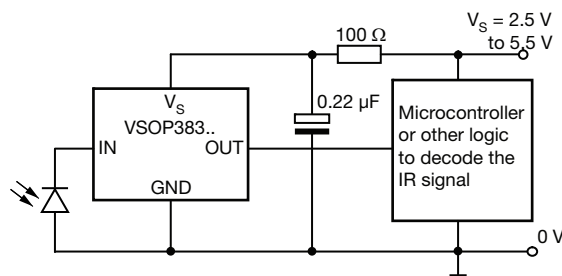 V_S = 2.5 V
to 5.5 V
100 Ω
0.22 µF
V_S
VSOP383..
IN
OUT
GND
Microcontroller
or other logic
to decode the
IR signal
0 V